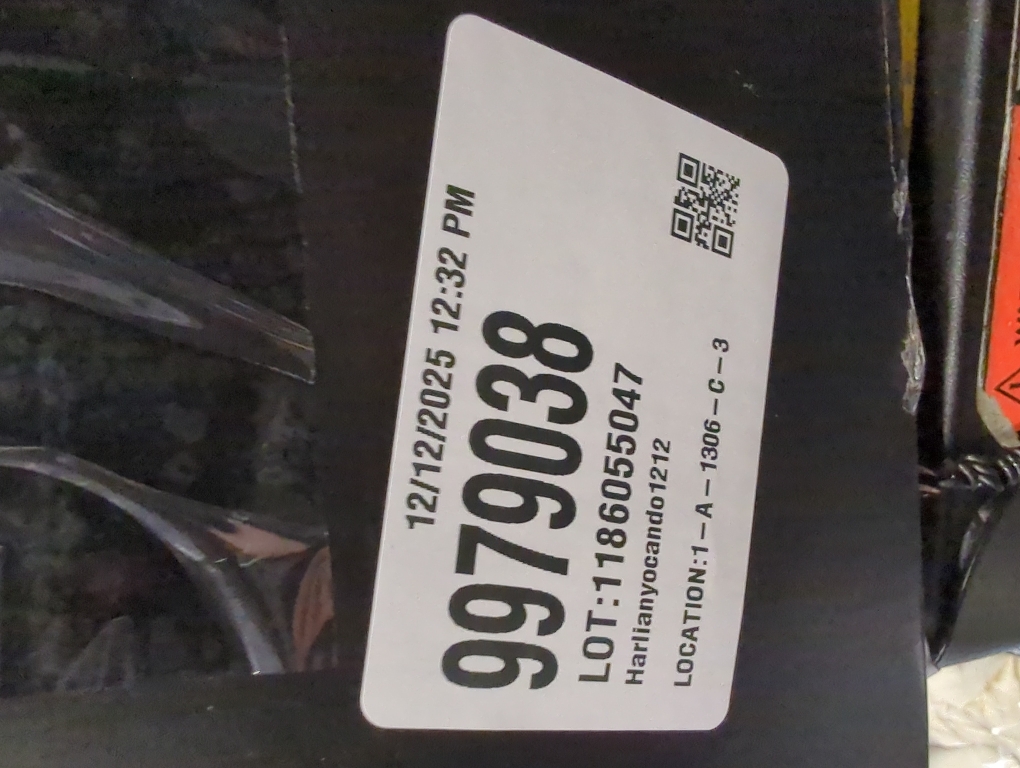 12/12/2025 12:32 PM
9979038
LOT:1186055047
Harlianyocando1212
LOCATION:1-A-1306-C-3